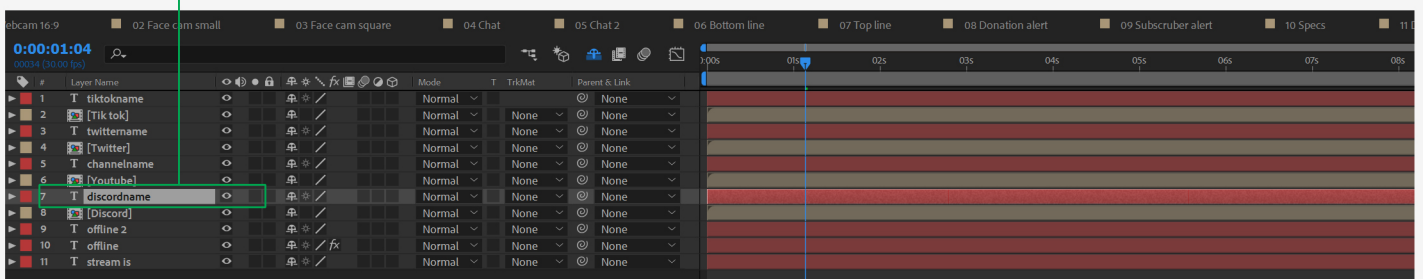 ebcam 16:9 02 Face cam small 03 Face cam square 04 Chat 05 Chat 2 06 Bottom line 07 Top line 08 Donation alert 09 Subscruber alert 10 Specs 11 D
0:00:01:04
00034 (30.00 fps)
0:00s 01s 02s 03s 04s 05s 06s 07s 08s
# Layer Name fx Mode T TrkMat Parent & Link
1 T tiktokname Normal None
2 [Tik tok] Normal None None
3 T twittername Normal None None
4 [Twitter] Normal None None
5 T channelname Normal None None
6 [Youtube] Normal None None
7 T discordname Normal None None
8 [Discord] Normal None None
9 T offline 2 Normal None None
10 T offline fx Normal None None
11 T stream is Normal None None